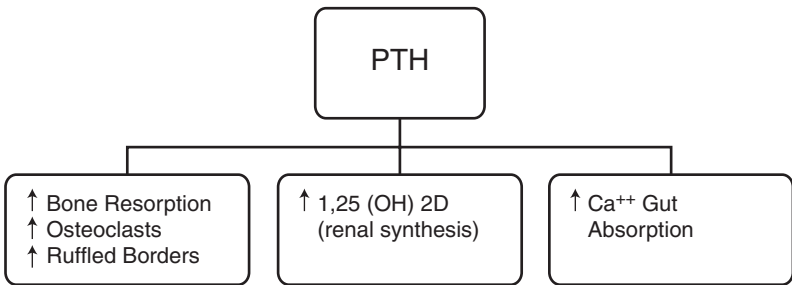 PTH
↑ Bone Resorption
↑ Osteoclasts
↑ Ruffled Borders
↑ 1,25 (OH) 2D
(renal synthesis)
↑ Ca⁺⁺ Gut
Absorption